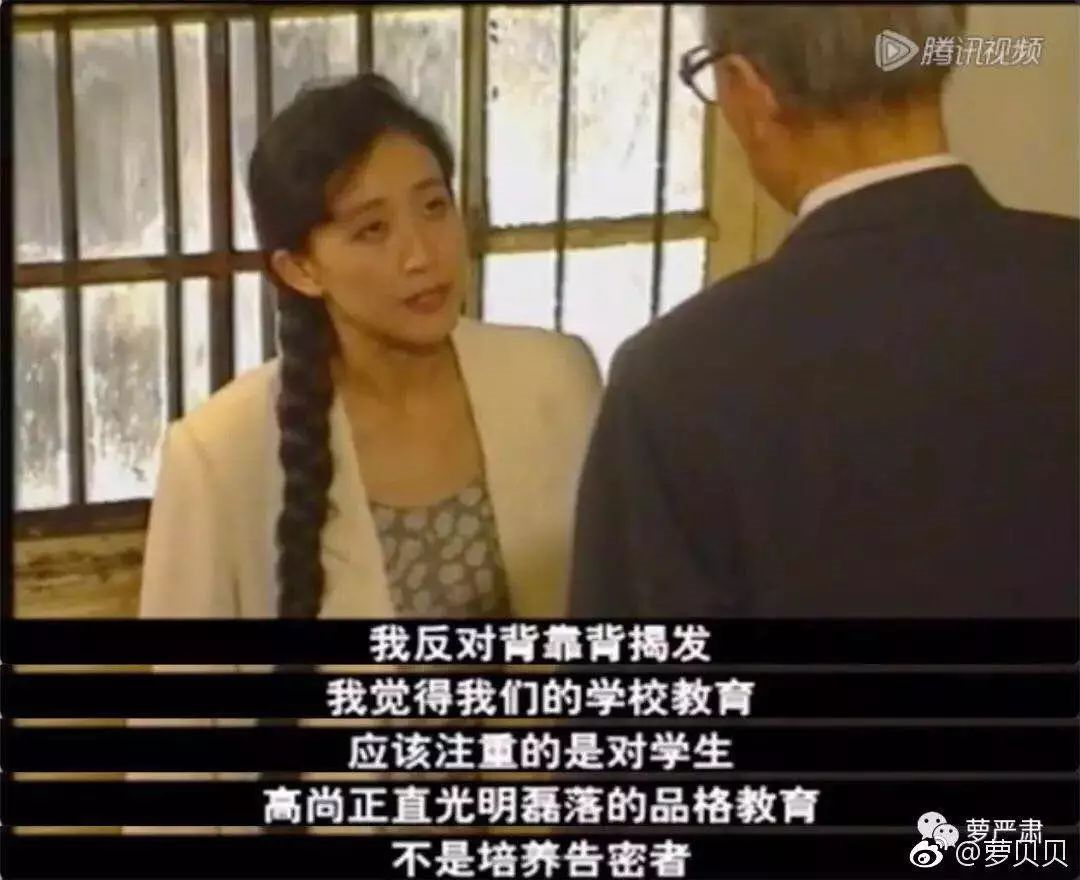 腾讯视频
我反对背靠背揭发
我觉得我们的学校教育
应该注重的是对学生
高尚正直光明磊落的品格教育
不是培养告密者
萝严肃
@萝贝贝